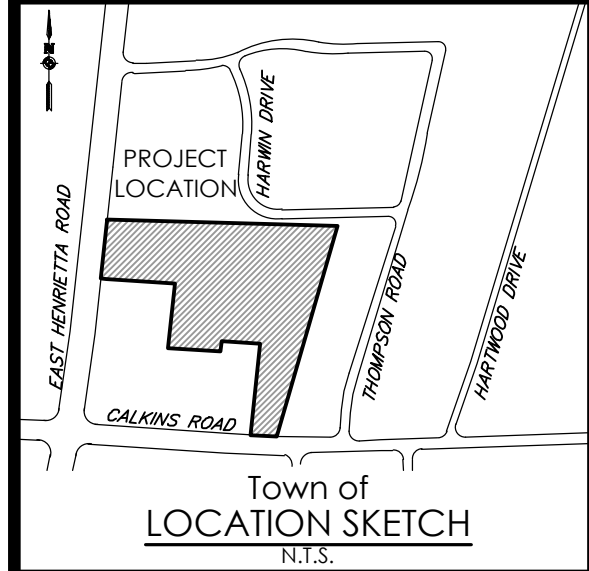 N
HARWIN DRIVE
PROJECT
LOCATION
EAST HENRIETTA ROAD
THOMPSON ROAD
HARTWOOD DRIVE
CALKINS ROAD
Town of
LOCATION SKETCH
N.T.S.